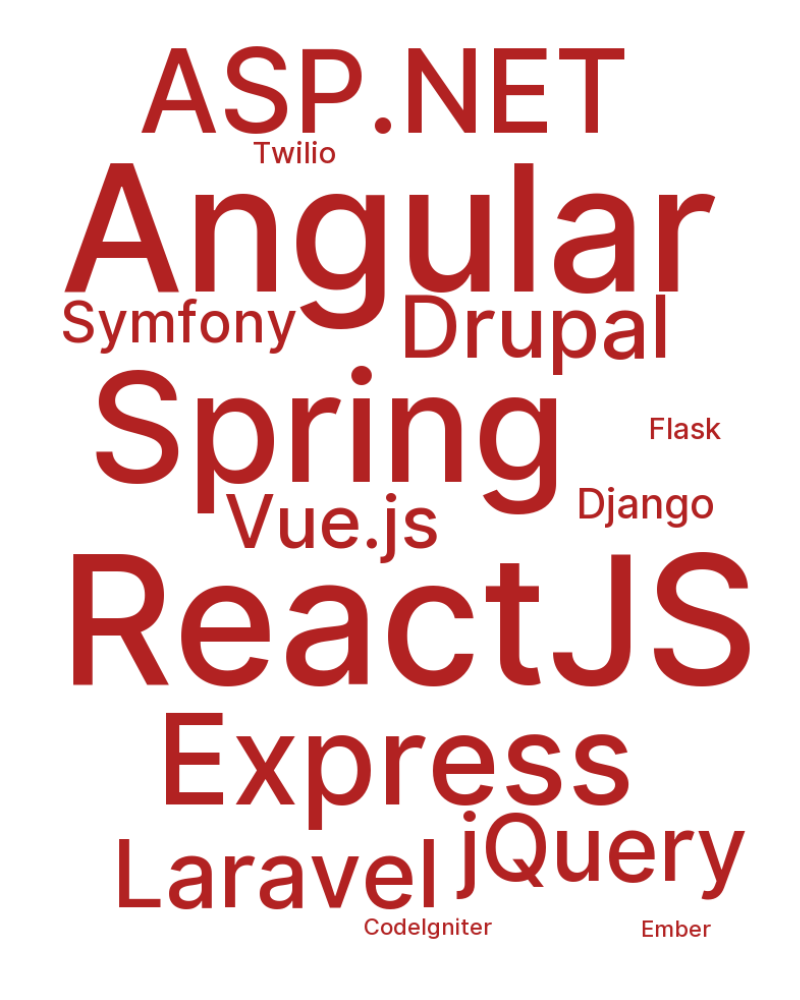 ASP.NET
Twilio
Angular
Symfony
Drupal
Spring
Flask
Django
Vue.js
ReactJS
Express
jQuery
Laravel
CodeIgniter
Ember